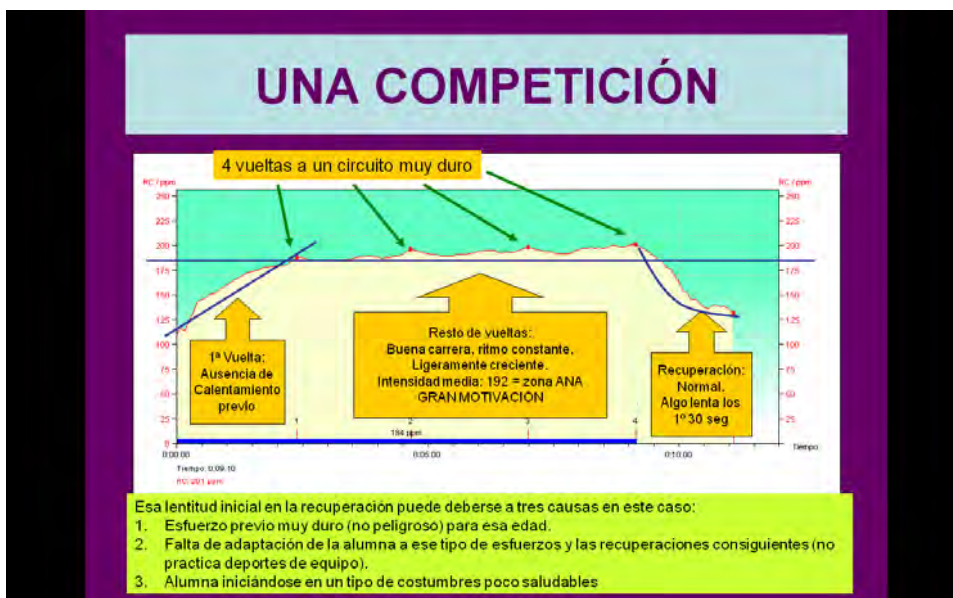 UNA COMPETICIÓN
4 vueltas a un circuito muy duro
RC / ppm
RC / ppm
250
225
200
175
150
125
100
75
50
25
0
250
225
200
175
150
125
100
75
50
25
1ª Vuelta:
Ausencia de
Calentamiento
previo
Resto de vueltas:
Buena carrera, ritmo constante.
Ligeramente creciente.
Intensidad media: 192 = zona ANA
GRAN MOTIVACIÓN
Recuperación:
Normal.
Algo lenta los
1º 30 seg
1
2
3
4
184 ppm
0:00:00
0:05:00
0:10:00
Tiempo
Tiempo: 0:09:10
RC: 201 ppm
Esa lentitud inicial en la recuperación puede deberse a tres causas en este caso:
1. Esfuerzo previo muy duro (no peligroso) para esa edad.
2. Falta de adaptación de la alumna a ese tipo de esfuerzos y las recuperaciones consiguientes (no
practica deportes de equipo).
3. Alumna iniciándose en un tipo de costumbres poco saludables